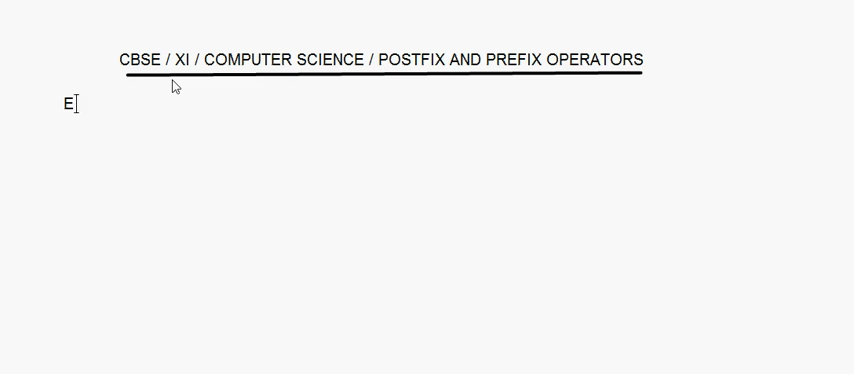 CBSE / XI / COMPUTER SCIENCE / POSTFIX AND PREFIX OPERATORS
E